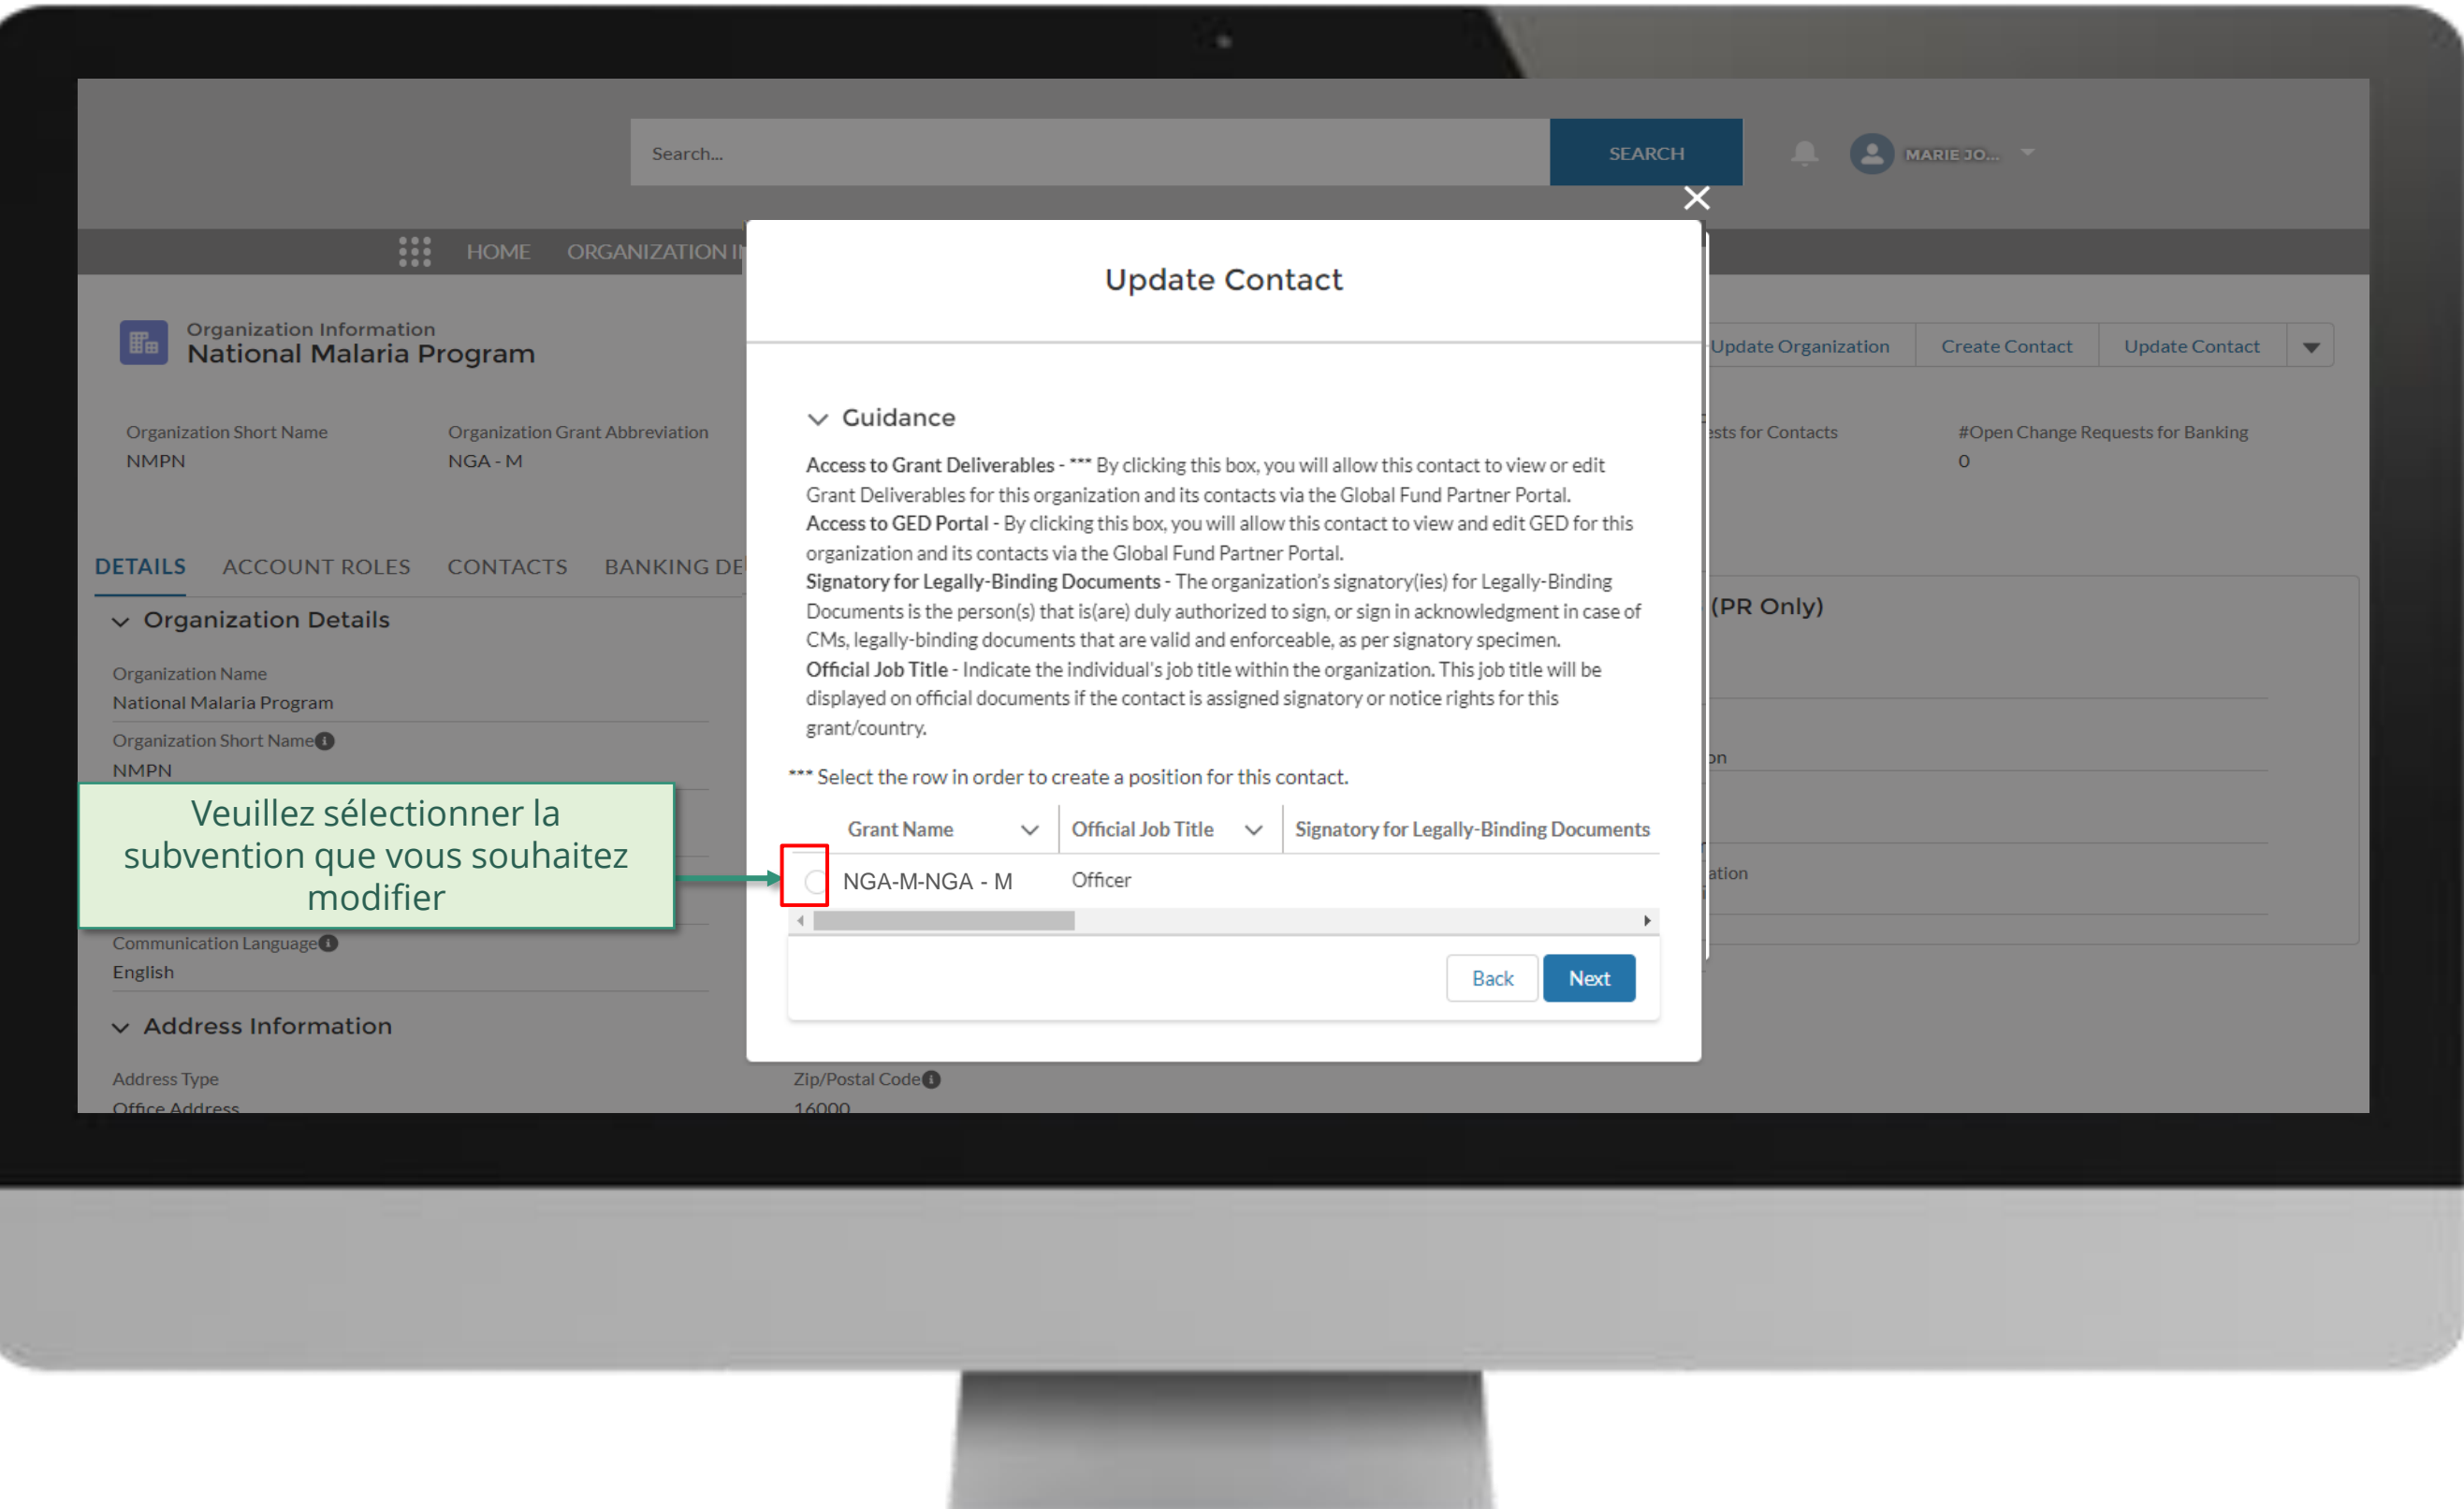 Search...
SEARCH
MARIE JO...
HOME ORGANIZATION
Update Contact
Organization Information
National Malaria Program
Update Organization Create Contact Update Contact
Organization Short Name Organization Grant Abbreviation
for Contacts #Open Change Requests for Banking
NMPN NGA - M
0
Guidance
Access to Grant Deliverables - *** By clicking this box, you will allow this contact to view or edit
Grant Deliverables for this organization and its contacts via the Global Fund Partner Portal.
Access to GED Portal - By clicking this box, you will allow this contact to view and edit GED for this
organization and its contacts via the Global Fund Partner Portal.
Signatory for Legally-Binding Documents - The organization's signatory(ies) for Legally-Binding
Documents is the person(s) that is(are) duly authorized to sign, or sign in acknowledgment in case of
CMs, legally-binding documents that are valid and enforceable, as per signatory specimen.
Official Job Title - Indicate the individual's job title within the organization. This job title will be
displayed on official documents if the contact is assigned signatory or notice rights for this
grant/country.
*** Select the row in order to create a position for this contact.
Grant Name Official Job Title Signatory for Legally-Binding Documents
NGA-M-NGA - M Officer
Back Next
DETAILS ACCOUNT ROLES CONTACTS BANKING
(PR Only)
Organization Details
Organization Name
National Malaria Program
Organization Short Name
NMPN
Veuillez sélectionner la
subvention que vous souhaitez
modifier
Communication Language
English
Address Information
Address Type Zip/Postal Code
Office Address 16000